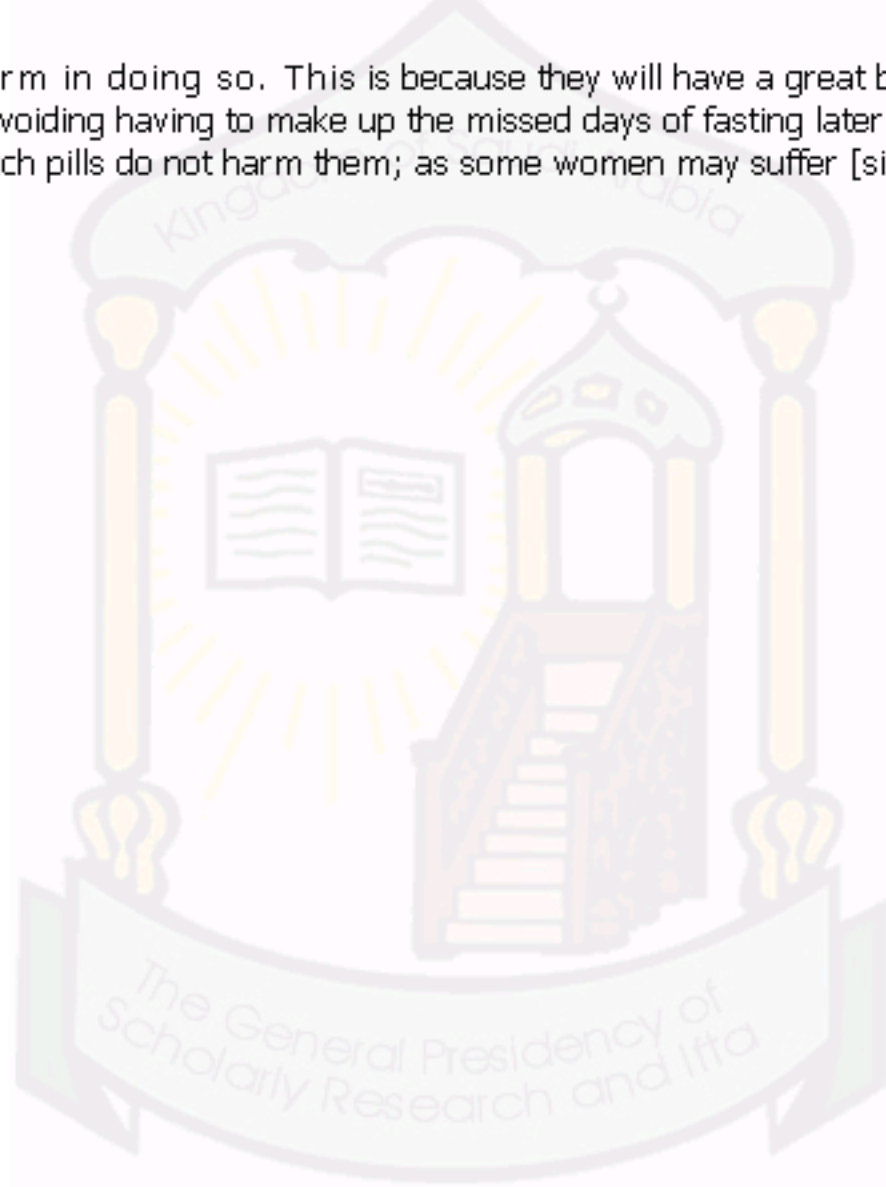 rm in doing so. This is because they will have a great b
voiding having to make up the missed days of fasting later
ch pills do not harm them; as some women may suffer [si
Kingdom of Saudi Arabia
The General Presidency of
Scholarly Research and Ifta